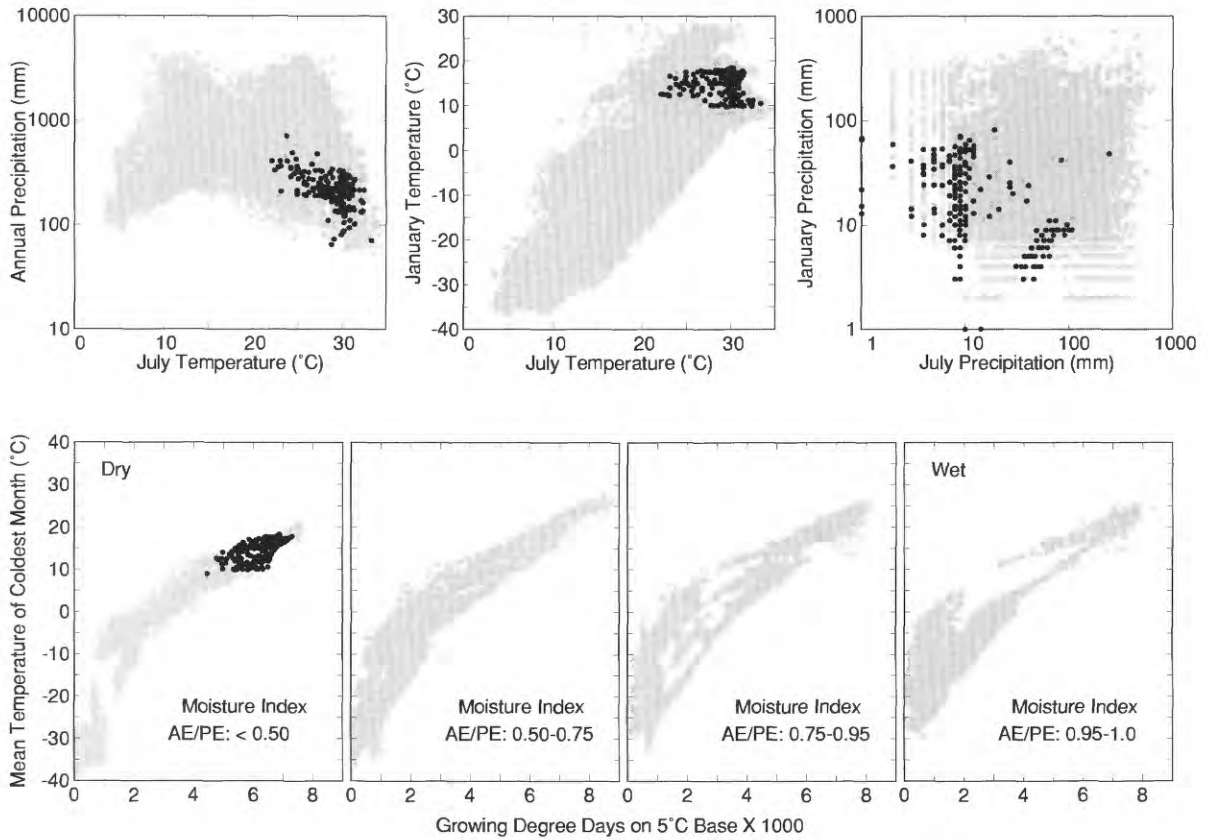 10000
1000
100
10
Annual Precipitation (mm)
0 10 20 30
July Temperature (°C)
30
20
10
0
-10
-20
-30
-40
January Temperature (°C)
0 10 20 30
July Temperature (°C)
1000
100
10
1
January Precipitation (mm)
1 10 100 1000
July Precipitation (mm)
Mean Temperature of Coldest Month (°C)
40
30
20
10
0
-10
-20
-30
-40
Dry
Moisture Index
AE/PE: < 0.50
Moisture Index
AE/PE: 0.50-0.75
Moisture Index
AE/PE: 0.75-0.95
Wet
Moisture Index
AE/PE: 0.95-1.0
0 2 4 6 8 0 2 4 6 8 0 2 4 6 8 0 2 4 6 8
Growing Degree Days on 5°C Base X 1000